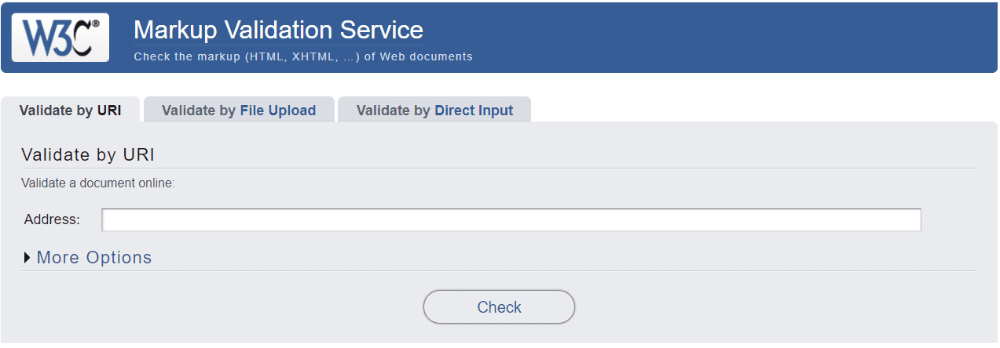 W3C®
Markup Validation Service
Check the markup (HTML, XHTML, …) of Web documents
Validate by URI
Validate by File Upload
Validate by Direct Input
Validate by URI
Validate a document online:
Address:
More Options
Check